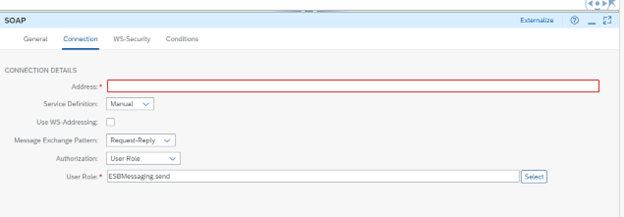 SOAP Externalize
General Connection WS-Security Conditions
CONNECTION DETAILS
Address:*
Service Definition: Manual
Use WS-Addressing:
Message Exchange Pattern: Request-Reply
Authorization: User Role
User Role:* ESBMessaging.send Select